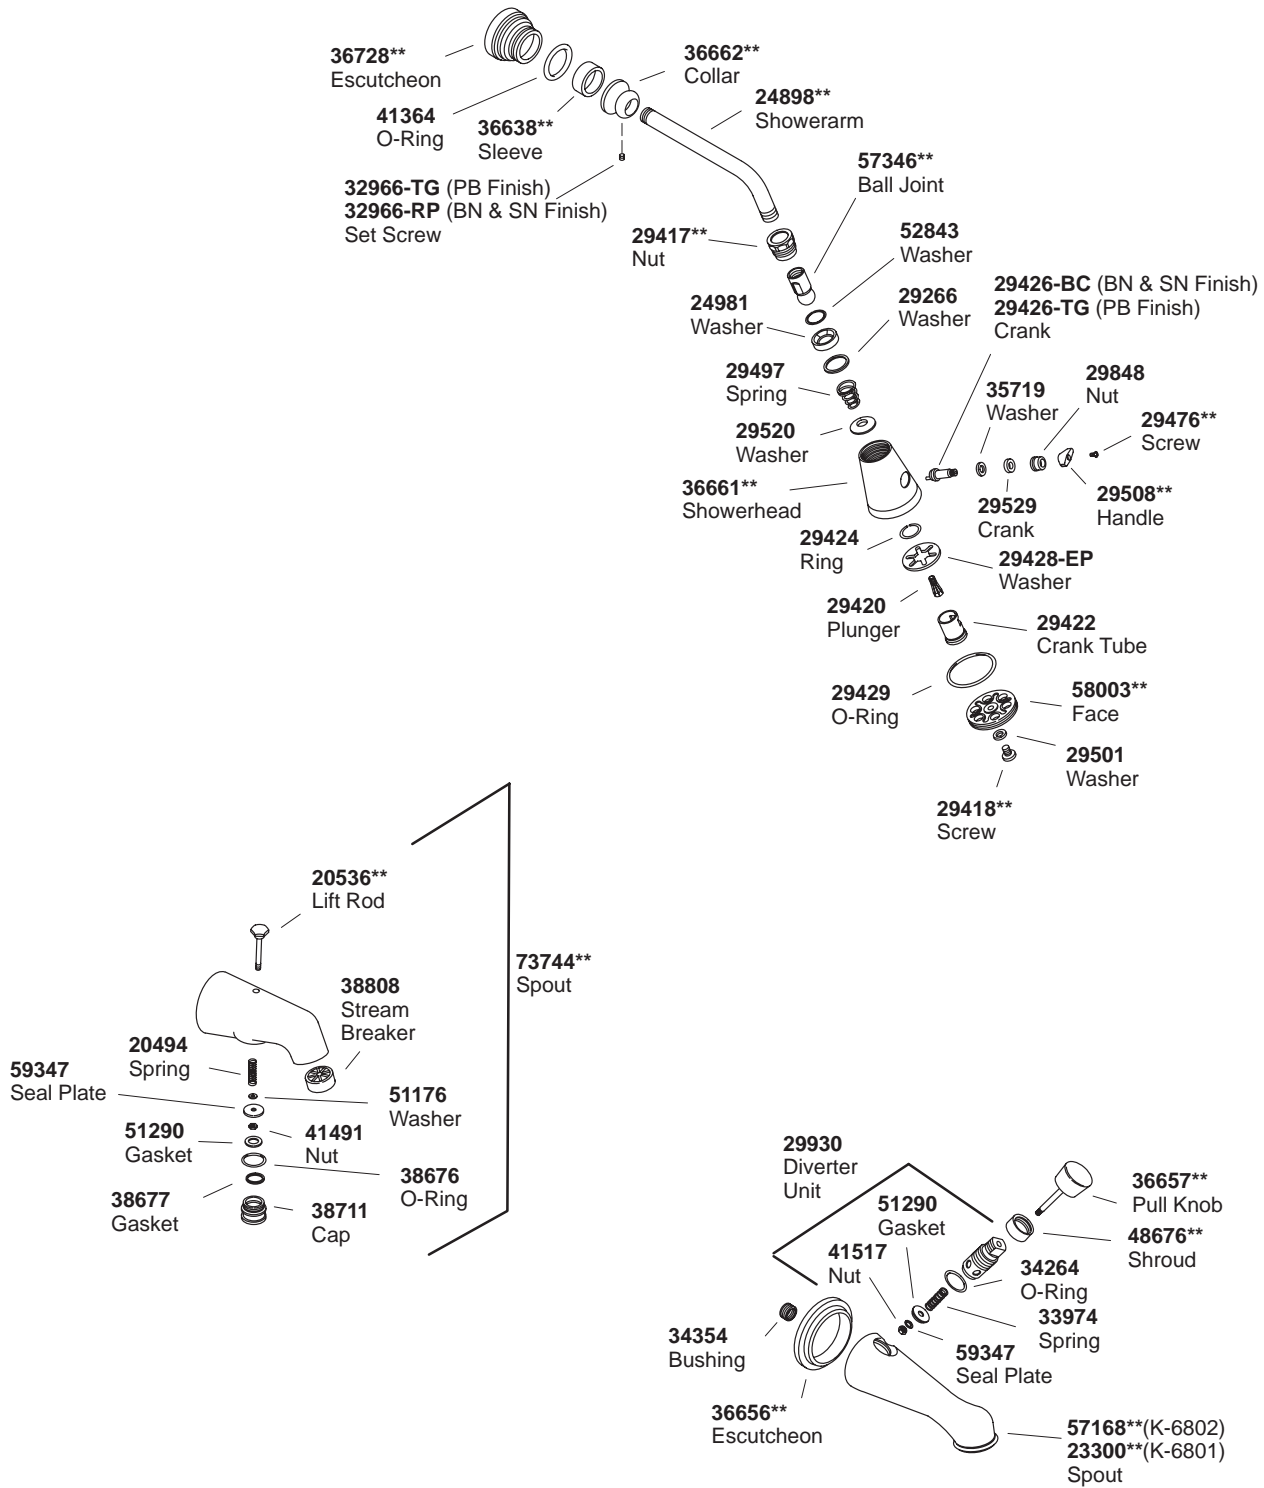 36728**
Escutcheon
41364
O-Ring
36638**
Sleeve
36662**
Collar
24898**
Showerarm
32966-TG (PB Finish)
32966-RP (BN & SN Finish)
Set Screw
57346**
Ball Joint
29417**
Nut
52843
Washer
24981
Washer
29266
Washer
29426-BC (BN & SN Finish)
29426-TG (PB Finish)
Crank
29497
Spring
35719
Washer
29848
Nut
29476**
Screw
29520
Washer
36661**
Showerhead
29529
Crank
29508**
Handle
29424
Ring
29428-EP
Washer
29420
Plunger
29422
Crank Tube
29429
O-Ring
58003**
Face
29501
Washer
29418**
Screw
20536**
Lift Rod
73744**
Spout
38808
Stream
Breaker
20494
Spring
59347
Seal Plate
51176
Washer
51290
Gasket
41491
Nut
38676
O-Ring
38677
Gasket
38711
Cap
29930
Diverter
Unit
51290
Gasket
41517
Nut
36657**
Pull Knob
48676**
Shroud
34264
O-Ring
33974
Spring
59347
Seal Plate
34354
Bushing
36656**
Escutcheon
57168**(K-6802)
23300**(K-6801)
Spout